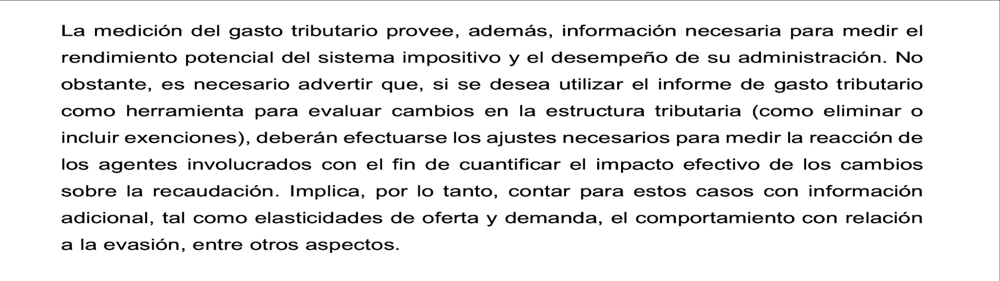 La medición del gasto tributario provee, además, información necesaria para medir el
rendimiento potencial del sistema impositivo y el desempeño de su administración. No
obstante, es necesario advertir que, si se desea utilizar el informe de gasto tributario
como herramienta para evaluar cambios en la estructura tributaria (como eliminar o
incluir exenciones), deberán efectuarse los ajustes necesarios para medir la reacción de
los agentes involucrados con el fin de cuantificar el impacto efectivo de los cambios
sobre la recaudación. Implica, por lo tanto, contar para estos casos con información
adicional, tal como elasticidades de oferta y demanda, el comportamiento con relación
a la evasión, entre otros aspectos.